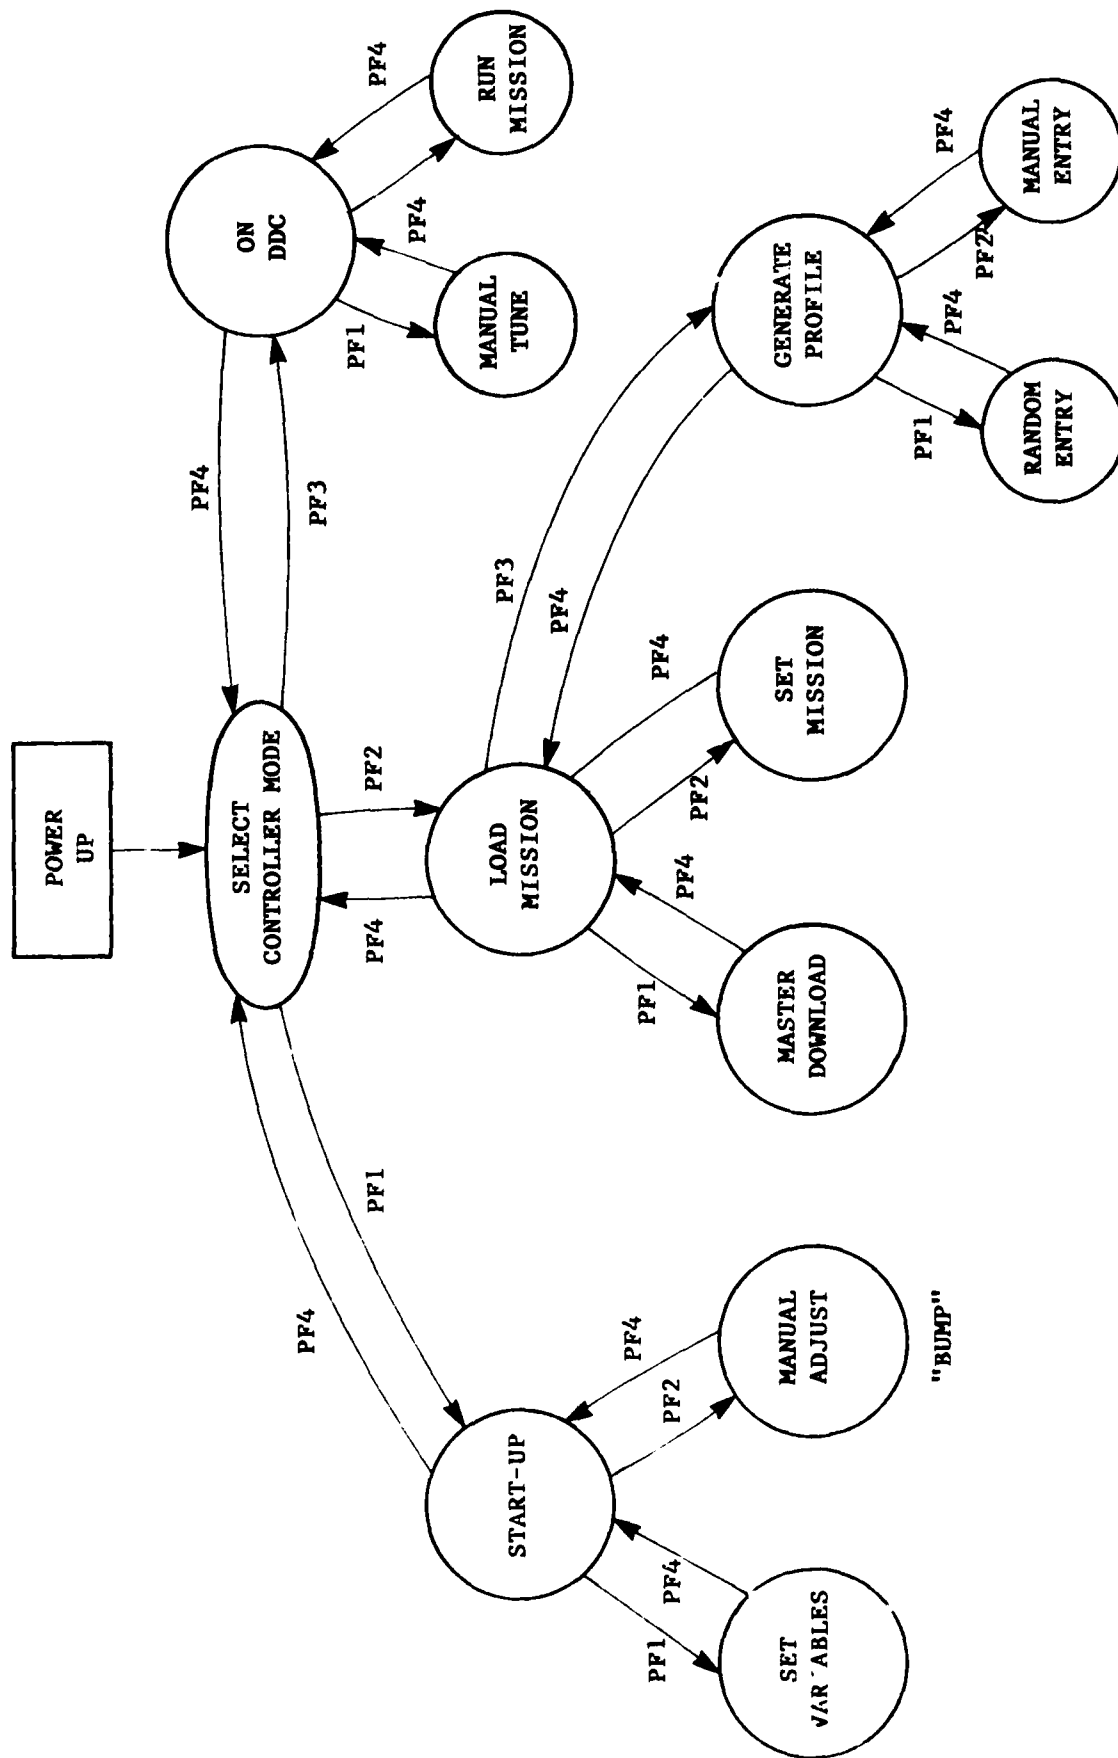 POWER
UP
SELECT
CONTROLLER MODE
PF4
PF1
PF4
PF2
PF4
PF3
START-UP
PF1
PF4
PF2
PF4
SET
MANUAL
ADJUST
"BUMP"
LOAD
MISSION
PF1
PF4
PF2
PF4
MASTER
DOWNLOAD
SET
MISSION
PF3
PF4
ON
DDC
PF1
PF4
PF4
MANUAL
TUNE
RUN
MISSION
GENERATE
PROFILE
PF1
PF4
PF2
PF4
RANDOM
ENTRY
MANUAL
ENTRY